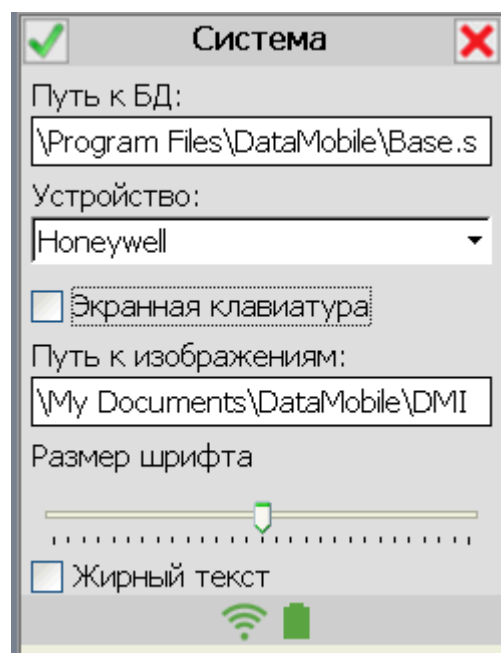 Система
Путь к БД:
\Program Files\DataMobile\Base.s
Устройство:
Honeywell
Экранная клавиатура
Путь к изображениям:
\My Documents\DataMobile\DMI
Размер шрифта
Жирный текст